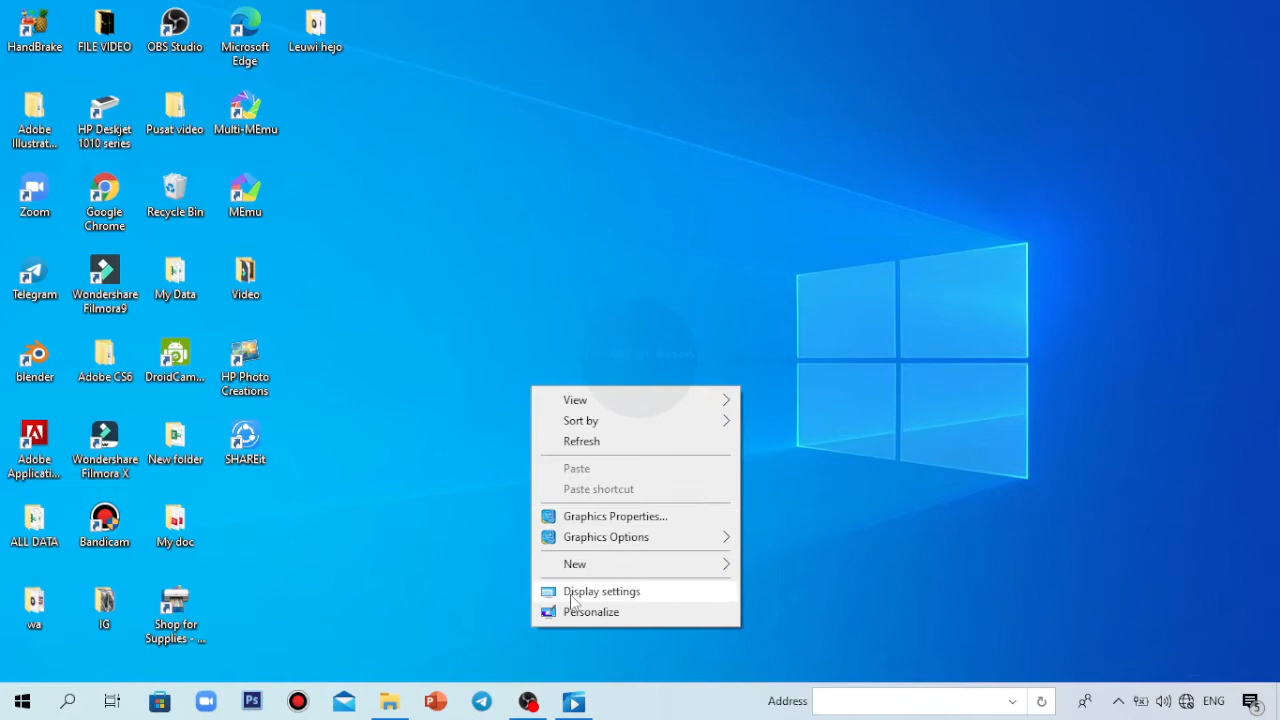 HandBrake
FILE VIDEO
OBS Studio
Microsoft
Edge
Leuwi hejo
Adobe
Illustrat...
HP Deskjet
1010 series
Pusat video
Multi-MEmu
Zoom
Google
Chrome
Recycle Bin
MEmu
Telegram
Wondershare
Filmora9
My Data
Video
blender
Adobe CS6
DroidCam...
HP Photo
Creations
Adobe
Applicati...
Wondershare
Filmora X
New folder
SHAREit
ALL DATA
Bandicam
My doc
wa
IG
Shop for
Supplies - ...
View
Sort by
Refresh
Paste
Paste shortcut
Graphics Properties...
Graphics Options
New
Display settings
Personalize
Ps
Address
ENG
5